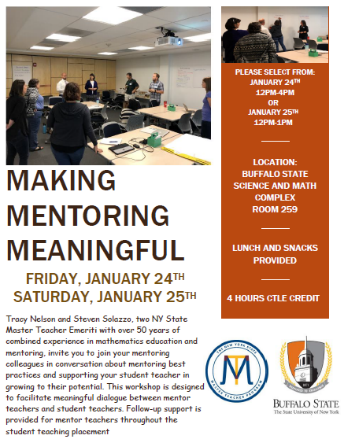 MAKING
MENTORING
MEANINGFUL
FRIDAY, JANUARY 24TH
SATURDAY, JANUARY 25TH
Tracy Nelson and Steven Solazzo, two NY State
Master Teacher Emeriti with over 50 years of
combined experience in mathematics education and
mentoring, invite you to join your mentoring
colleagues in conversation about mentoring best
practices and supporting your student teacher in
growing to their potential. This workshop is designed
to facilitate meaningful dialogue between mentor
teachers and student teachers. Follow-up support is
provided for mentor teachers throughout the
student teaching placement
PLEASE SELECT FROM:
JANUARY 24TH
12PM-4PM
OR
JANUARY 25TH
12PM-1PM
LOCATION:
BUFFALO STATE
SCIENCE AND MATH
COMPLEX
ROOM 259
LUNCH AND SNACKS
PROVIDED
4 HOURS CTLE CREDIT
MT
BUFFALO STATE
The State University of New York